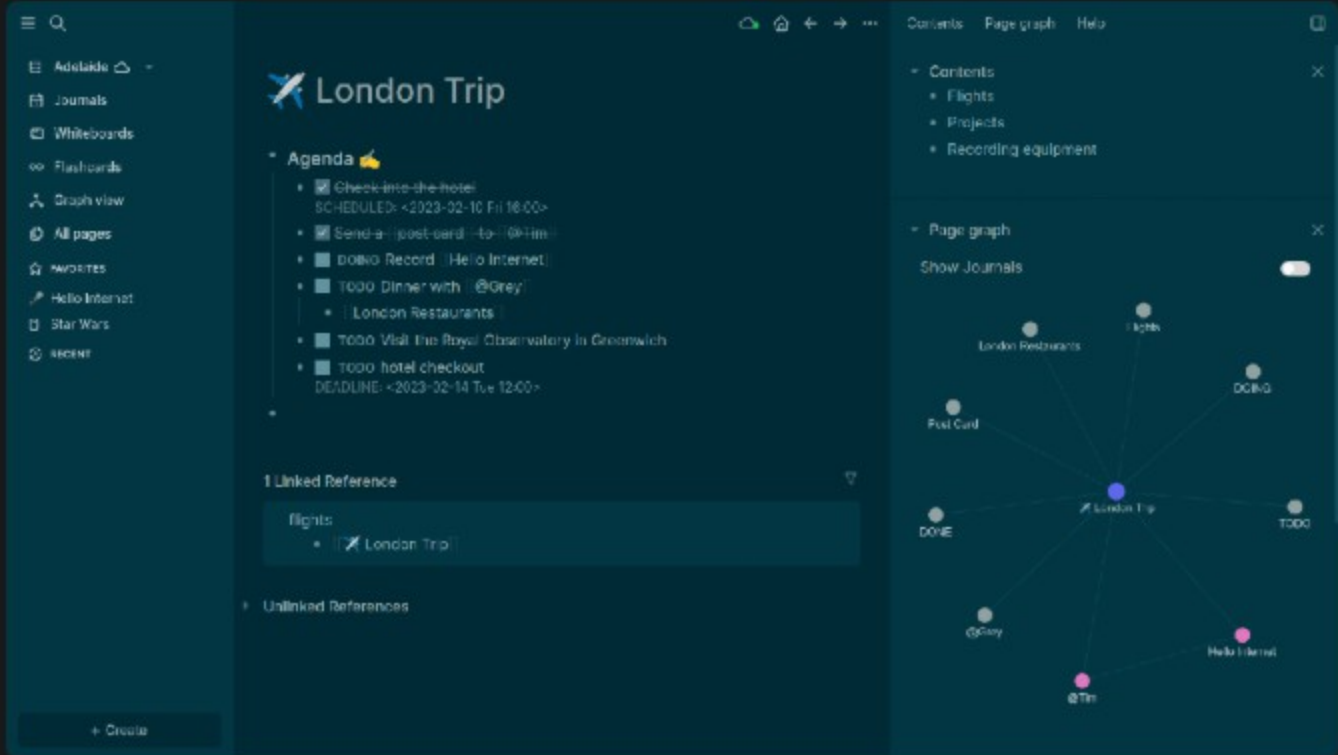 Adelaide
Journals
Whiteboards
Flashcards
Graph view
All pages
FAVORITES
Hello Internet
Star Wars
RECENT
+ Create
✈️ London Trip
Agenda ✍️
Check into the hotel
SCHEDULED: <2023-02-10 Fri 16:00>
Send a [[post card]] to [[@Tim]]
DOING Record [[Hello Internet]]
TODO Dinner with [[@Grey]]
[[London Restaurants]]
TODO Visit the Royal Observatory in Greenwich
TODO hotel checkout
DEADLINE: <2023-02-14 Tue 12:00>
1 Linked Reference
flights
[[✈️ London Trip]]
Unlinked References
Contents Page graph Help
Contents
Flights
Projects
Recording equipment
Page graph
Show Journals
Flights
London Restaurants
DOING
Post Card
✈️ London Trip
TODO
DONE
@Grey
Hello Internet
@Tim